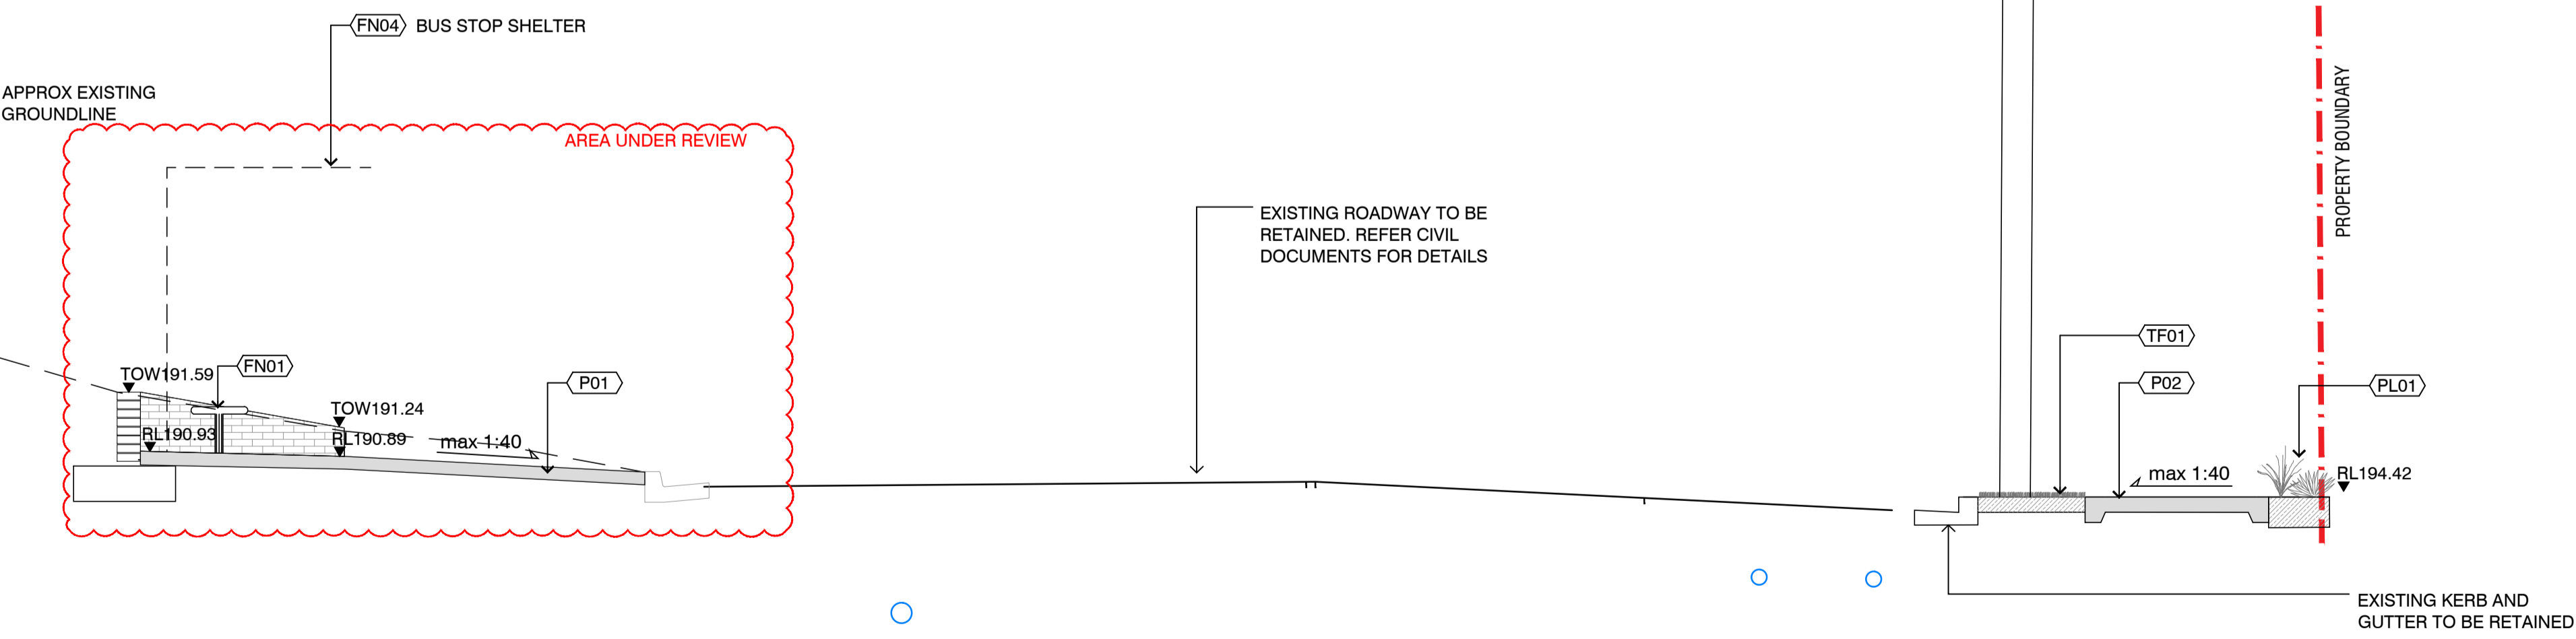 FN04 BUS STOP SHELTER
APPROX EXISTING
GROUNDLINE
AREA UNDER REVIEW
PROPERTY BOUNDARY
EXISTING ROADWAY TO BE
RETAINED. REFER CIVIL
DOCUMENTS FOR DETAILS
TOW191.59
FN01
P01
TOW191.24
RL190.93
RL190.89
max 1:40
TF01
P02
PL01
max 1:40
RL194.42
EXISTING KERB AND
GUTTER TO BE RETAINED